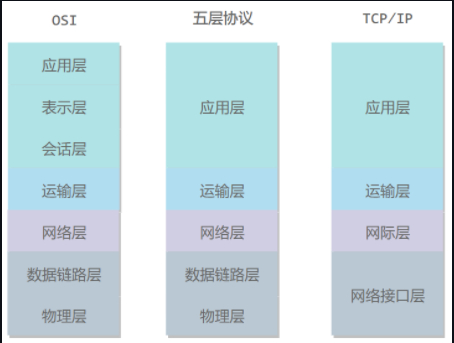 OSI
五层协议
TCP/IP
应用层
表示层
会话层
运输层
网络层
数据链路层
物理层
应用层
运输层
网络层
数据链路层
物理层
应用层
运输层
网际层
网络接口层